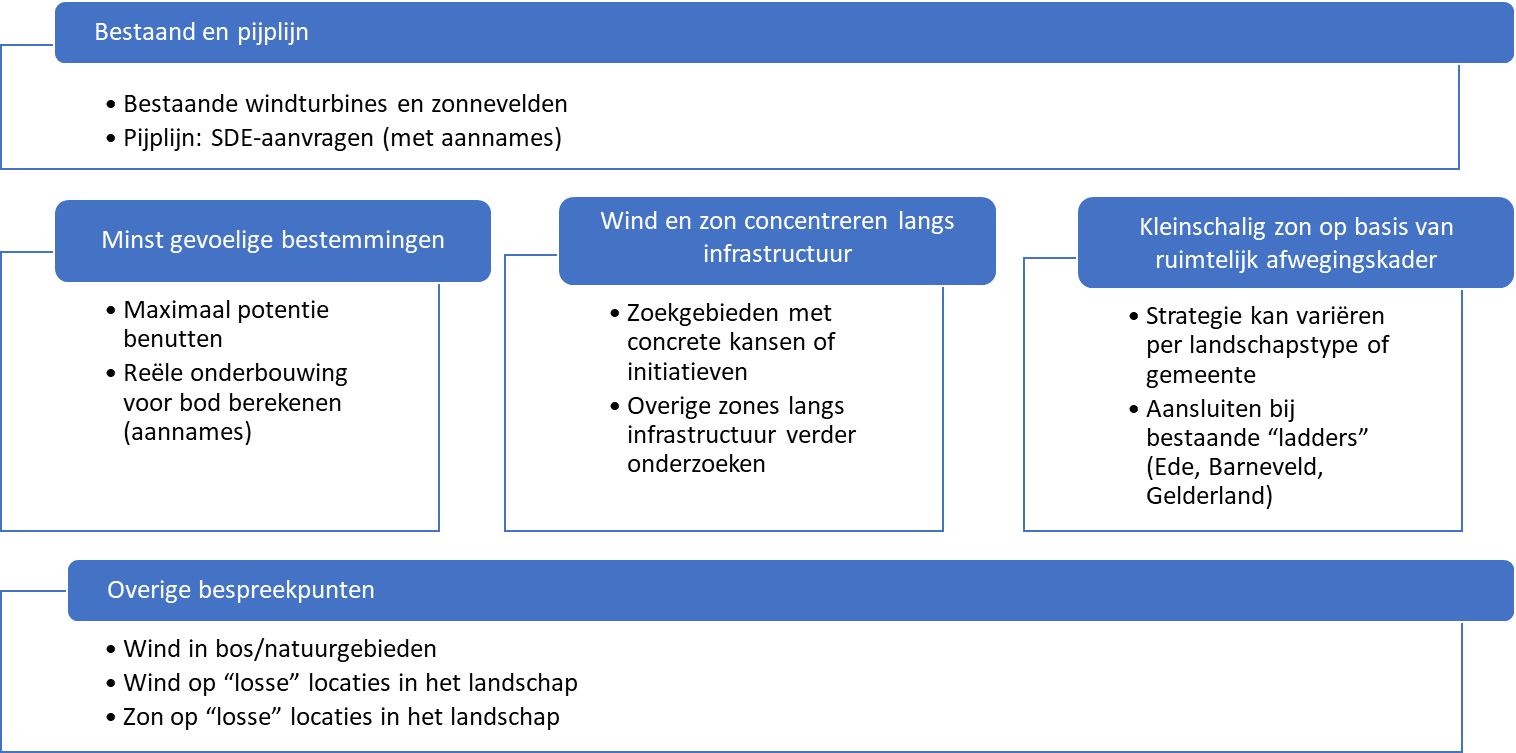 Bestaand en pijplijn
• Bestaande windturbines en zonnevelden
• Pijplijn: SDE-aanvragen (met aannames)
Minst gevoelige bestemmingen
• Maximaal potentie
benutten
• Reële onderbouwing
voor bod berekenen
(aannames)
Wind en zon concentreren langs
infrastructuur
• Zoekgebieden met
concrete kansen of
initiatieven
• Overige zones langs
infrastructuur verder
onderzoeken
Kleinschalig zon op basis van
ruimtelijk afwegingskader
• Strategie kan variëren
per landschapstype of
gemeente
• Aansluiten bij
bestaande “ladders”
(Ede, Barneveld,
Gelderland)
Overige bespreekpunten
• Wind in bos/natuurgebieden
• Wind op “losse” locaties in het landschap
• Zon op “losse” locaties in het landschap